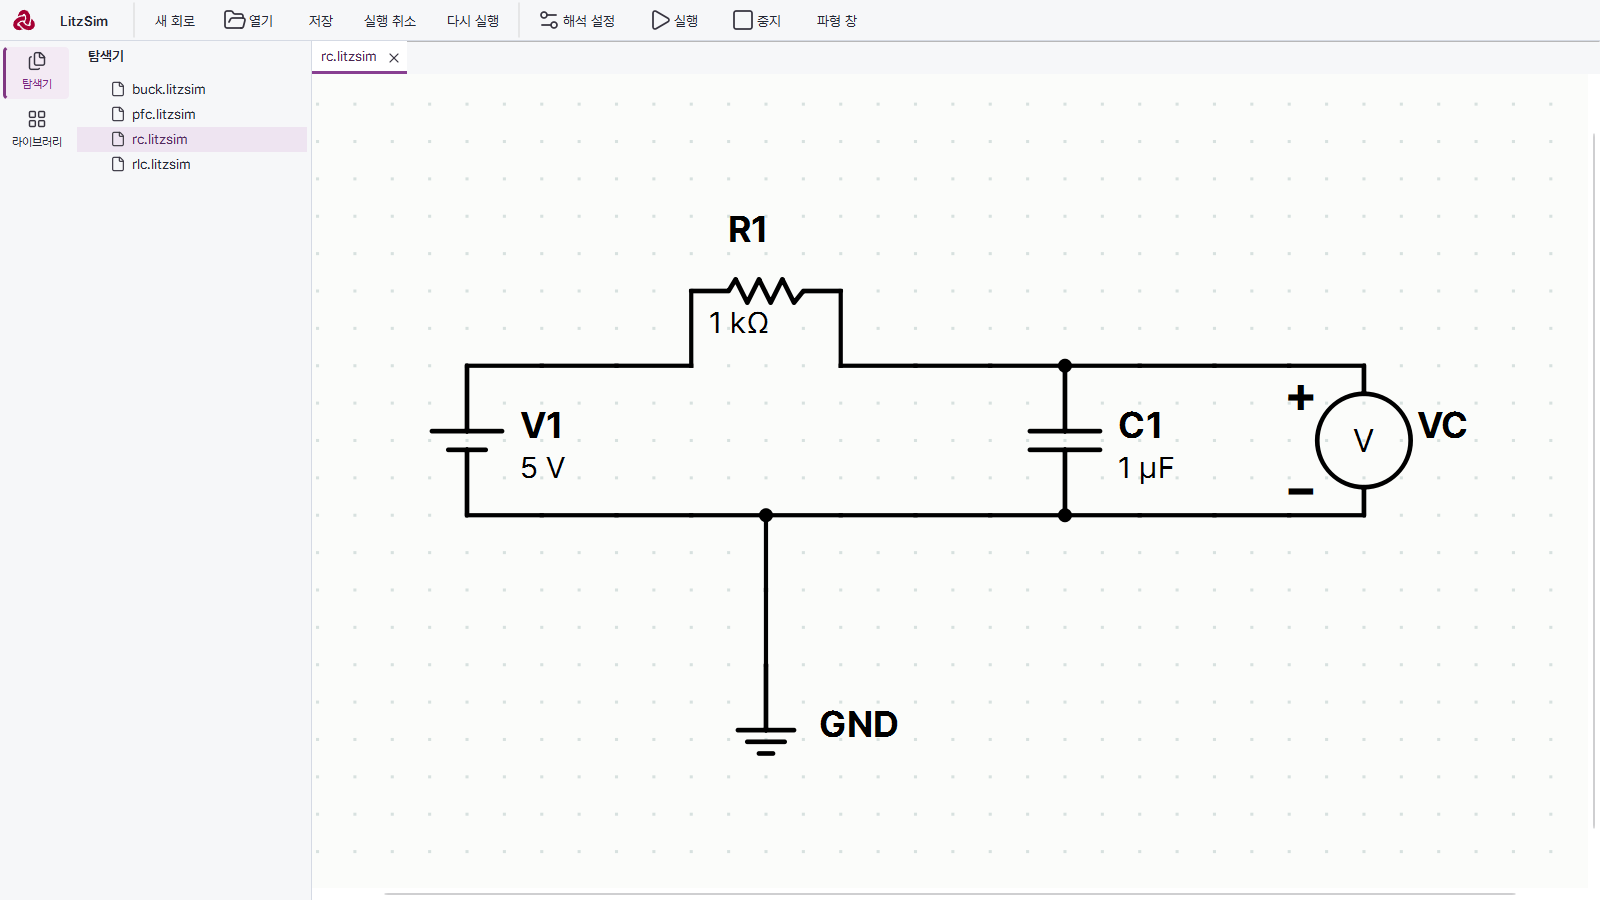 LitzSim
새 회로
열기
저장
실행 취소
다시 실행
해석 설정
실행
중지
파형 창
탐색기
라이브러리
탐색기
buck.litzsim
pfc.litzsim
rc.litzsim
rlc.litzsim
rc.litzsim
R1
1 kΩ
V1
5 V
C1
1 µF
+
V
−
VC
GND